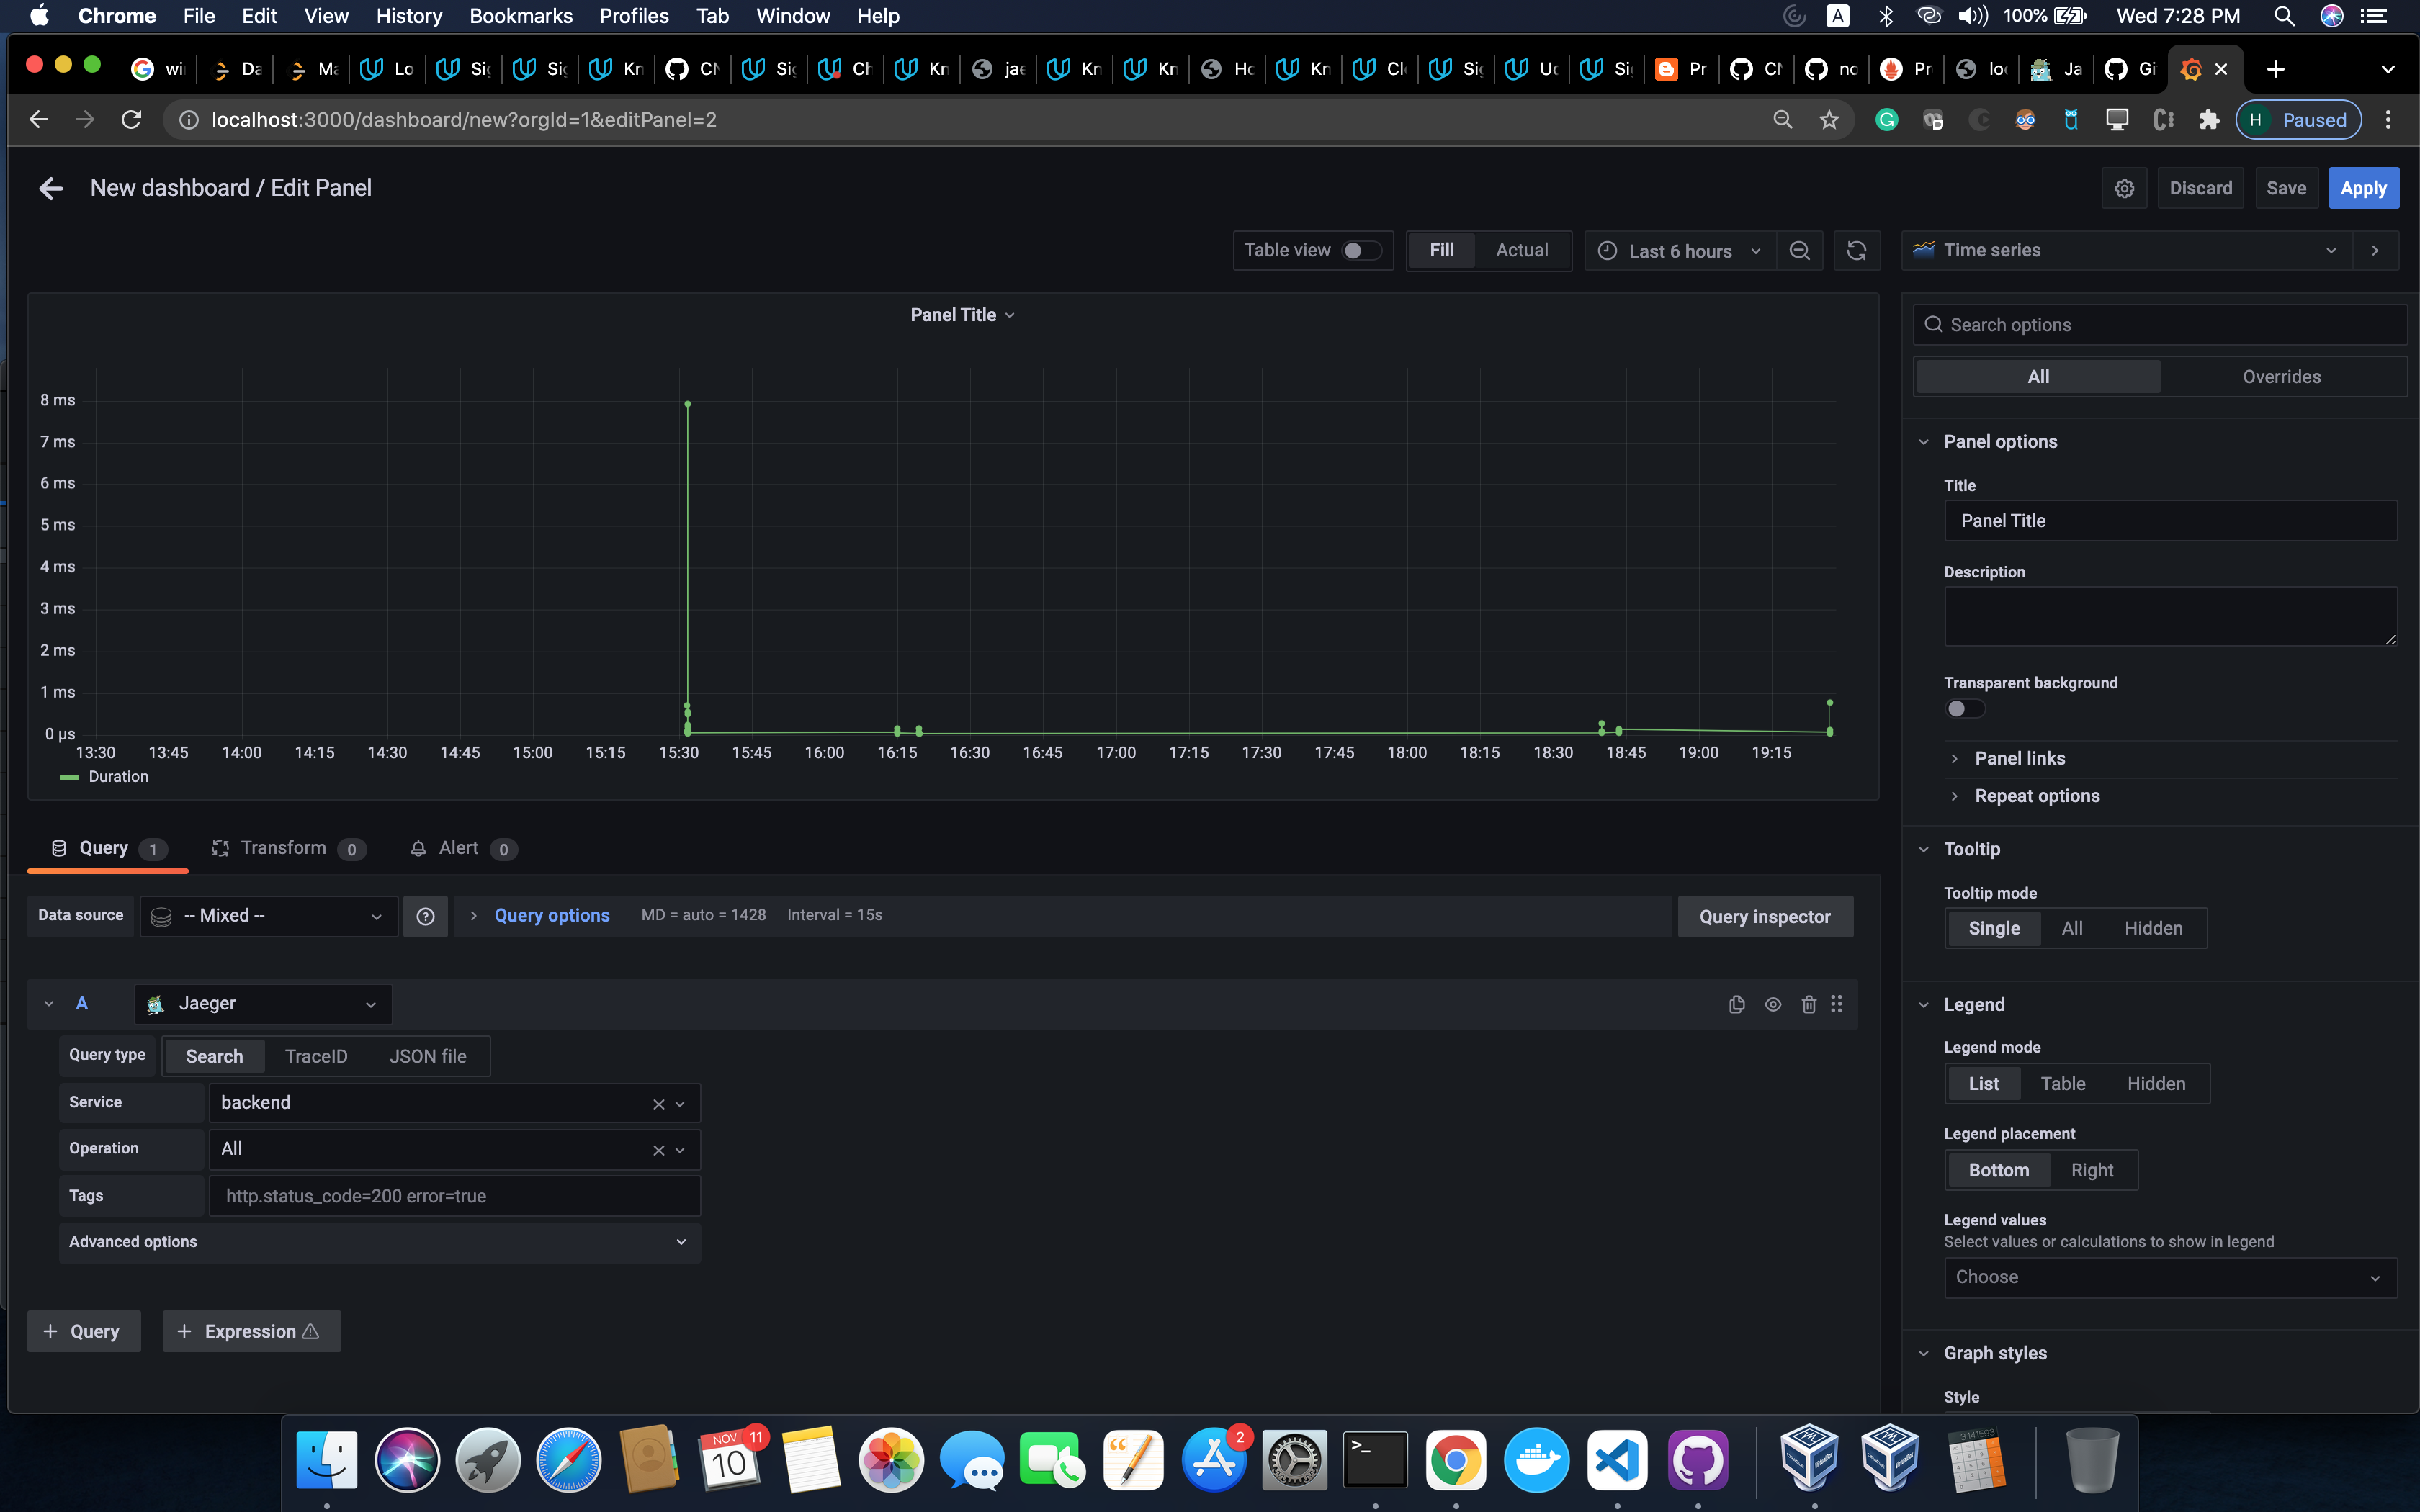 Chrome File Edit View History Bookmarks Profiles Tab Window Help A 100% Wed 7:28 PM
wi Da Ma Lo Sig Sig Kn CN Sig Ch Kn jae Kn Kn Ho Kn Clo Sig Uc Sig Pr CN no Pr loc Ja Gi
localhost:3000/dashboard/new?orgId=1&editPanel=2 H Paused
New dashboard / Edit Panel Discard Save Apply
Table view Fill Actual Last 6 hours Time series
Panel Title
Search options
All Overrides
8 ms
7 ms
6 ms
5 ms
4 ms
3 ms
2 ms
1 ms
0 µs
13:30 13:45 14:00 14:15 14:30 14:45 15:00 15:15 15:30 15:45 16:00 16:15 16:30 16:45 17:00 17:15 17:30 17:45 18:00 18:15 18:30 18:45 19:00 19:15
Duration
Panel options
Title
Panel Title
Description
Transparent background
Panel links
Repeat options
Query 1 Transform 0 Alert 0
Data source -- Mixed -- Query options MD = auto = 1428 Interval = 15s Query inspector
A Jaeger
Query type Search TraceID JSON file
Service backend
Operation All
Tags http.status_code=200 error=true
Advanced options
+ Query + Expression
Tooltip
Tooltip mode
Single All Hidden
Legend
Legend mode
List Table Hidden
Legend placement
Bottom Right
Legend values
Select values or calculations to show in legend
Choose
Graph styles
Style
NOV
10
11
2
>_
3.141593